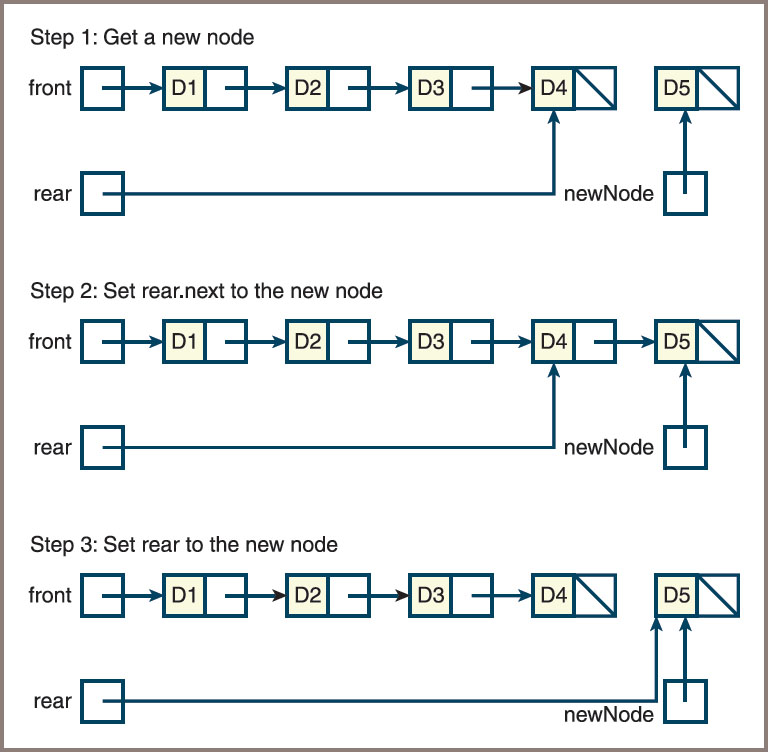 Step 1: Get a new node
front D1 D2 D3 D4 D5
rear newNode
Step 2: Set rear.next to the new node
front D1 D2 D3 D4 D5
rear newNode
Step 3: Set rear to the new node
front D1 D2 D3 D4 D5
rear newNode